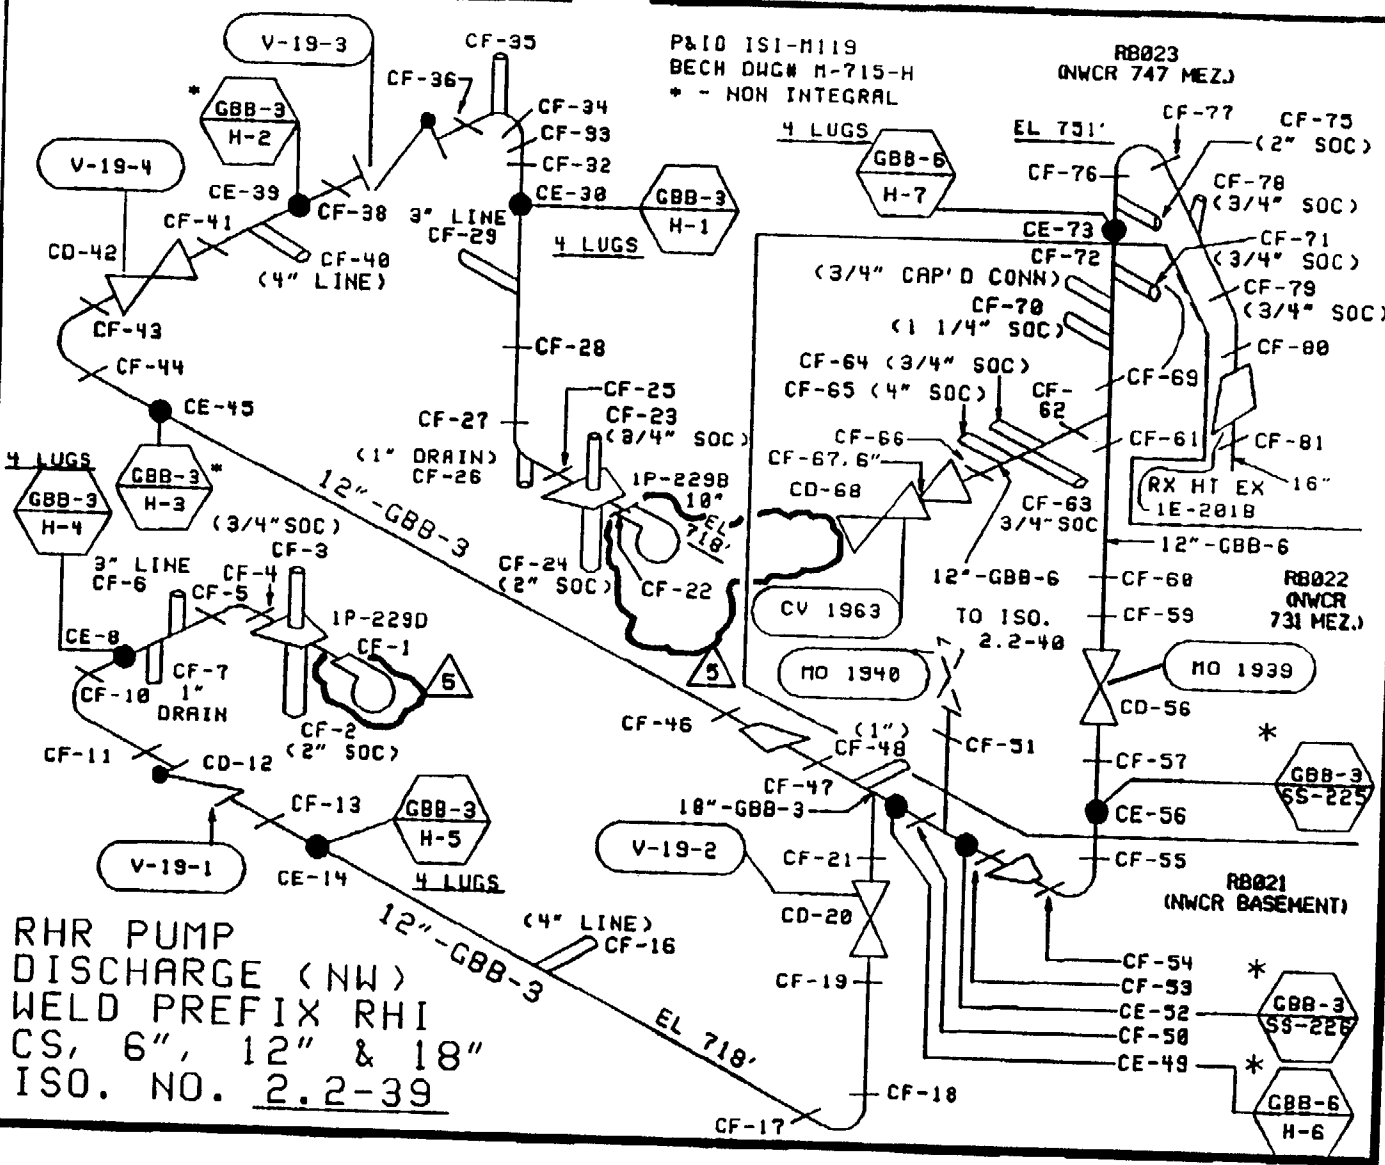 V-19-3
CF-35
CF-36
P&ID ISI-M119
BECH DWG# M-715-H
* - NON INTEGRAL
RB023
(NWCR 747 MEZ.)
*
GBB-3
H-2
CF-34
CF-33
CF-32
4 LUGS
EL 751'
CF-77
CF-75
(2" SOC)
V-19-4
CE-39
CF-38
CE-30
GBB-3
H-1
GBB-6
H-7
CF-76
CF-78
(3/4" SOC)
CF-41
CD-42
CF-40
(4" LINE)
3" LINE
CF-29
4 LUGS
CE-73
CF-72
CF-71
(3/4" SOC)
(3/4" CAP'D CONN)
CF-70
(1 1/4" SOC)
CF-79
(3/4" SOC)
CF-43
CF-44
CF-28
CF-80
CE-45
CF-25
CF-23
(3/4" SOC)
CF-64 (3/4" SOC)
CF-65 (4" SOC)
CF-62
CF-69
CF-27
CF-66
CF-61
CF-81
4 LUGS
GBB-3
H-4
GBB-3
H-3
*
(1" DRAIN)
CF-26
1P-229B
10"
EL 718'
CF-67, 6"
CD-68
CF-63
3/4" SOC
RX HT EX
1E-201B
16"
12"-GBB-3
(3/4"SOC)
CF-3
CF-24
(2" SOC)
CF-22
12"-GBB-6
12"-GBB-6
3" LINE
CF-6
CF-4
CF-5
CF-60
RB022
(NWCR
731 MEZ.)
CV 1963
CF-59
1P-229D
CF-1
TO ISO.
2.2-40
CE-8
CF-7
1"
DRAIN
CF-10
6
5
MO 1940
MO 1939
CF-2
(2" SOC)
CD-56
CF-46
(1")
CF-48
CF-51
*
CF-11
CD-12
CF-57
GBB-3
SS-225
CF-47
CF-13
GBB-3
H-5
18"-GBB-3
CE-56
V-19-1
CE-14
4 LUGS
V-19-2
CF-21
CF-55
RB021
(NWCR BASEMENT)
12"-GBB-3
(4" LINE)
CF-16
CD-20
RHR PUMP
DISCHARGE (NW)
WELD PREFIX RHI
CS, 6", 12" & 18"
ISO. NO. 2.2-39
CF-19
CF-54
CF-53
CE-52
CF-50
CE-49
*
GBB-3
SS-226
EL 718'
CF-18
CF-17
*
GBB-6
H-6